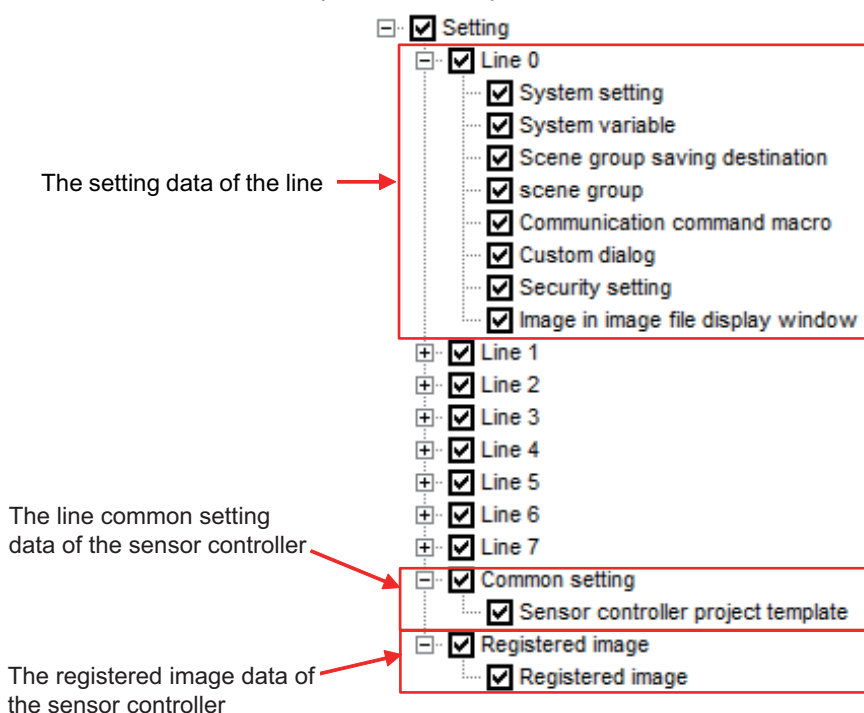 Setting
Line 0
System setting
System variable
Scene group saving destination
The setting data of the line
scene group
Communication command macro
Custom dialog
Security setting
Image in image file display window
Line 1
Line 2
Line 3
Line 4
Line 5
Line 6
Line 7
The line common setting
data of the sensor controller
Common setting
Sensor controller project template
Registered image
Registered image
The registered image data of
the sensor controller